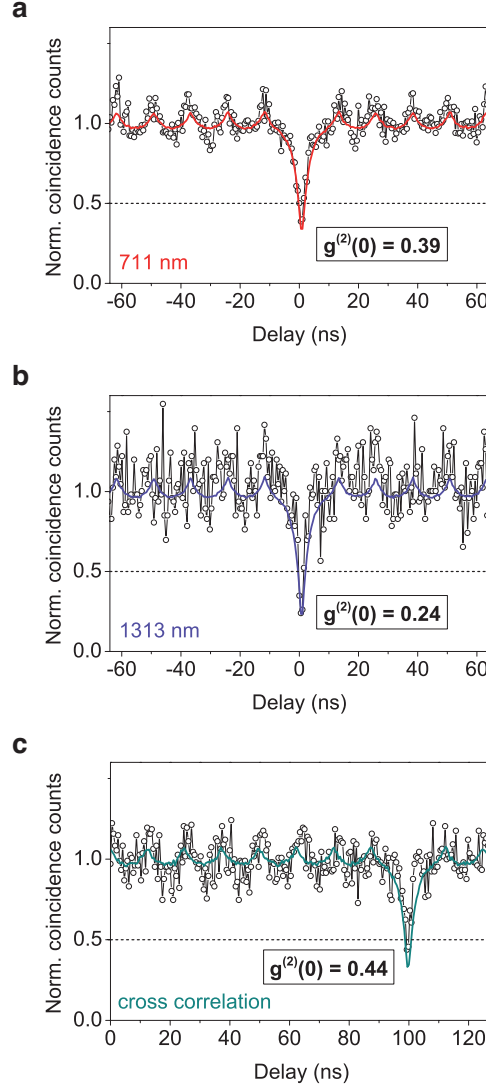 a
Norm. coincidence counts
1.0
0.5
0.0
g(2)(0) = 0.39
711 nm
-60 -40 -20 0 20 40 60
Delay (ns)
b
Norm. coincidence counts
1.0
0.5
0.0
g(2)(0) = 0.24
1313 nm
-60 -40 -20 0 20 40 60
Delay (ns)
c
Norm. coincidence counts
1.0
0.5
0.0
g(2)(0) = 0.44
cross correlation
0 20 40 60 80 100 120
Delay (ns)